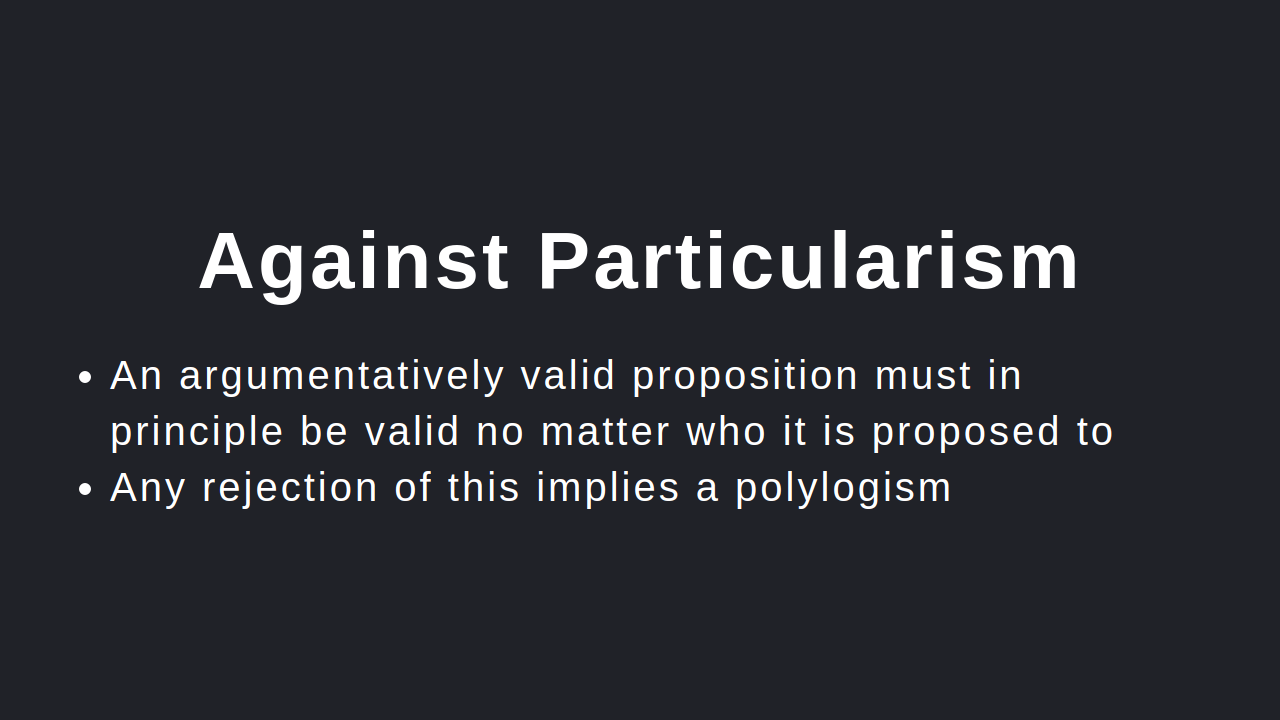 Against Particularism
• An argumentatively valid proposition must in
principle be valid no matter who it is proposed to
• Any rejection of this implies a polylogism